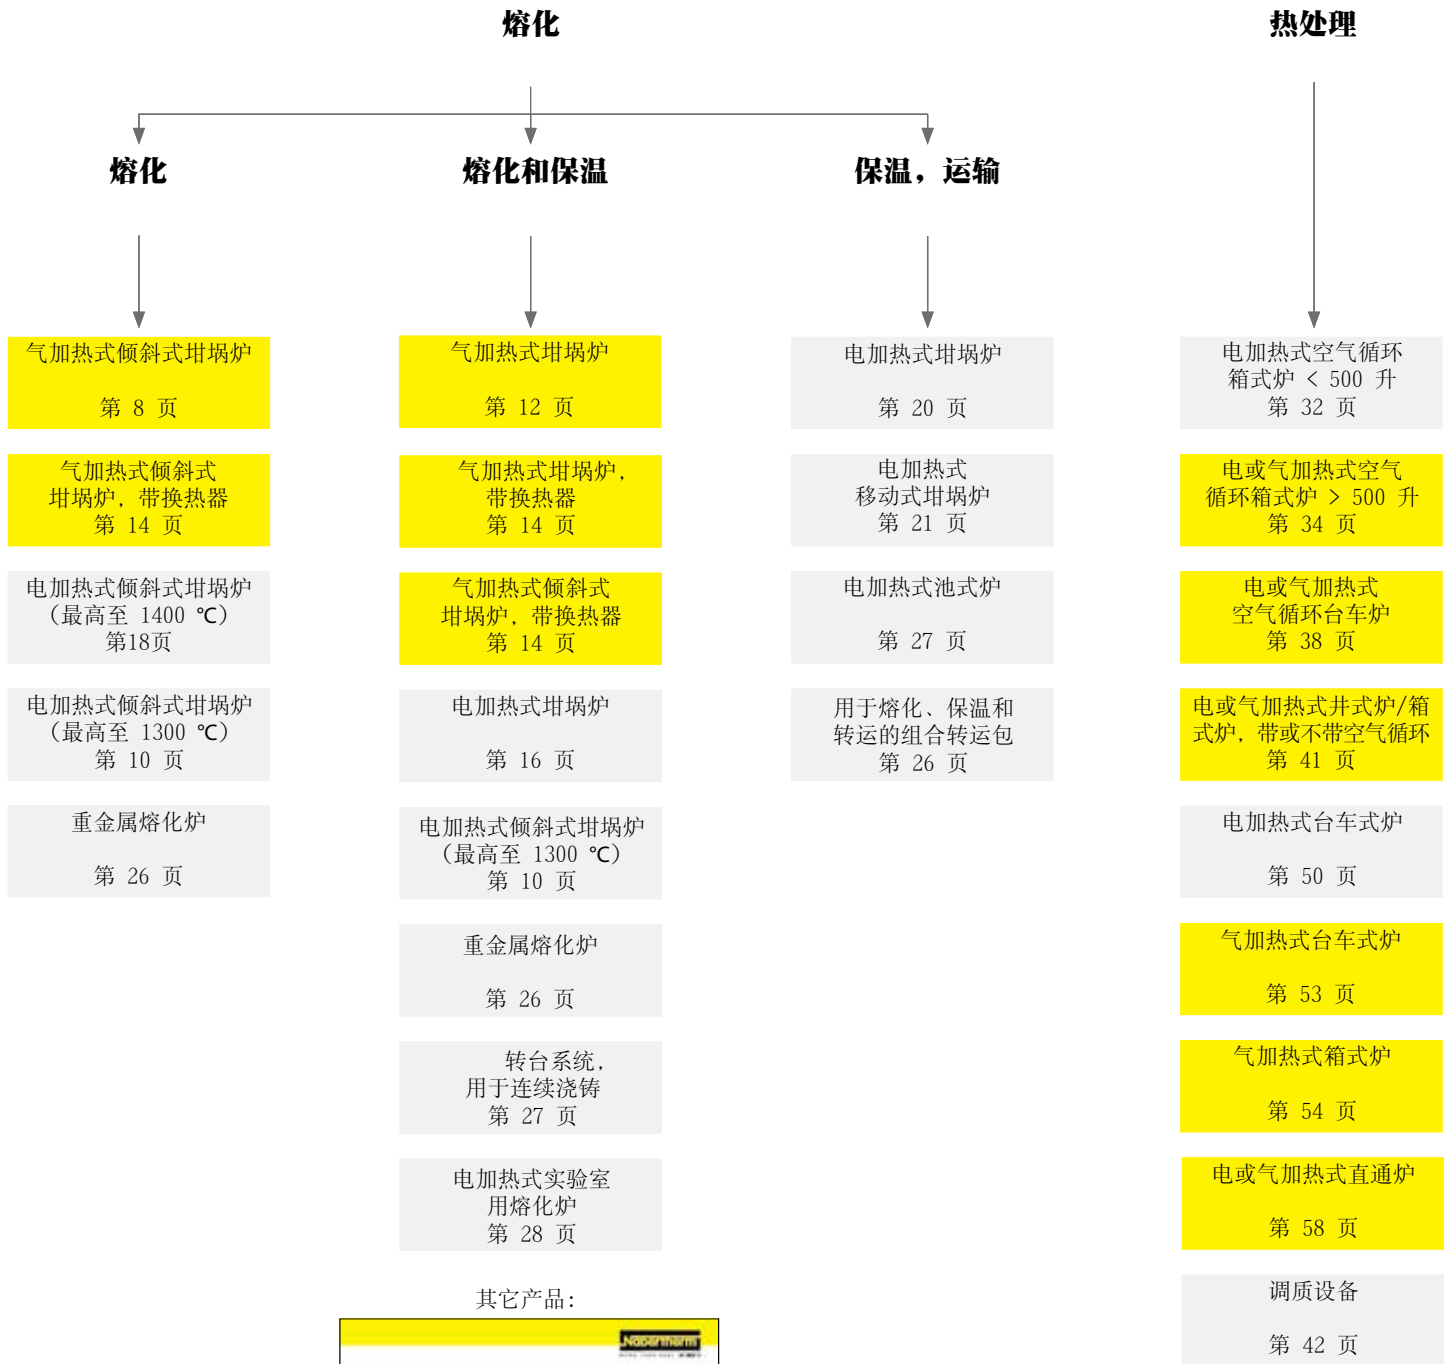 熔化
热处理
熔化
熔化和保温
保温，运输
气加热式倾斜式坩埚炉
第 8 页
气加热式倾斜式
坩埚炉，带换热器
第 14 页
电加热式倾斜式坩埚炉
（最高至 1400 ℃）
第18页
电加热式倾斜式坩埚炉
（最高至 1300 ℃）
第 10 页
重金属熔化炉
第 26 页
气加热式坩埚炉
第 12 页
气加热式坩埚炉，
带换热器
第 14 页
气加热式倾斜式
坩埚炉，带换热器
第 14 页
电加热式坩埚炉
第 16 页
电加热式倾斜式坩埚炉
（最高至 1300 ℃）
第 10 页
重金属熔化炉
第 26 页
转台系统，
用于连续浇铸
第 27 页
电加热式实验室
用熔化炉
第 28 页
其它产品：
Nabertherm
电加热式坩埚炉
第 20 页
电加热式
移动式坩埚炉
第 21 页
电加热式池式炉
第 27 页
用于熔化、保温和
转运的组合转运包
第 26 页
电加热式空气循环
箱式炉 < 500 升
第 32 页
电或气加热式空气
循环箱式炉 > 500 升
第 34 页
电或气加热式
空气循环台车炉
第 38 页
电或气加热式井式炉/箱
式炉，带或不带空气循环
第 41 页
电加热式台车式炉
第 50 页
气加热式台车式炉
第 53 页
气加热式箱式炉
第 54 页
电或气加热式直通炉
第 58 页
调质设备
第 42 页